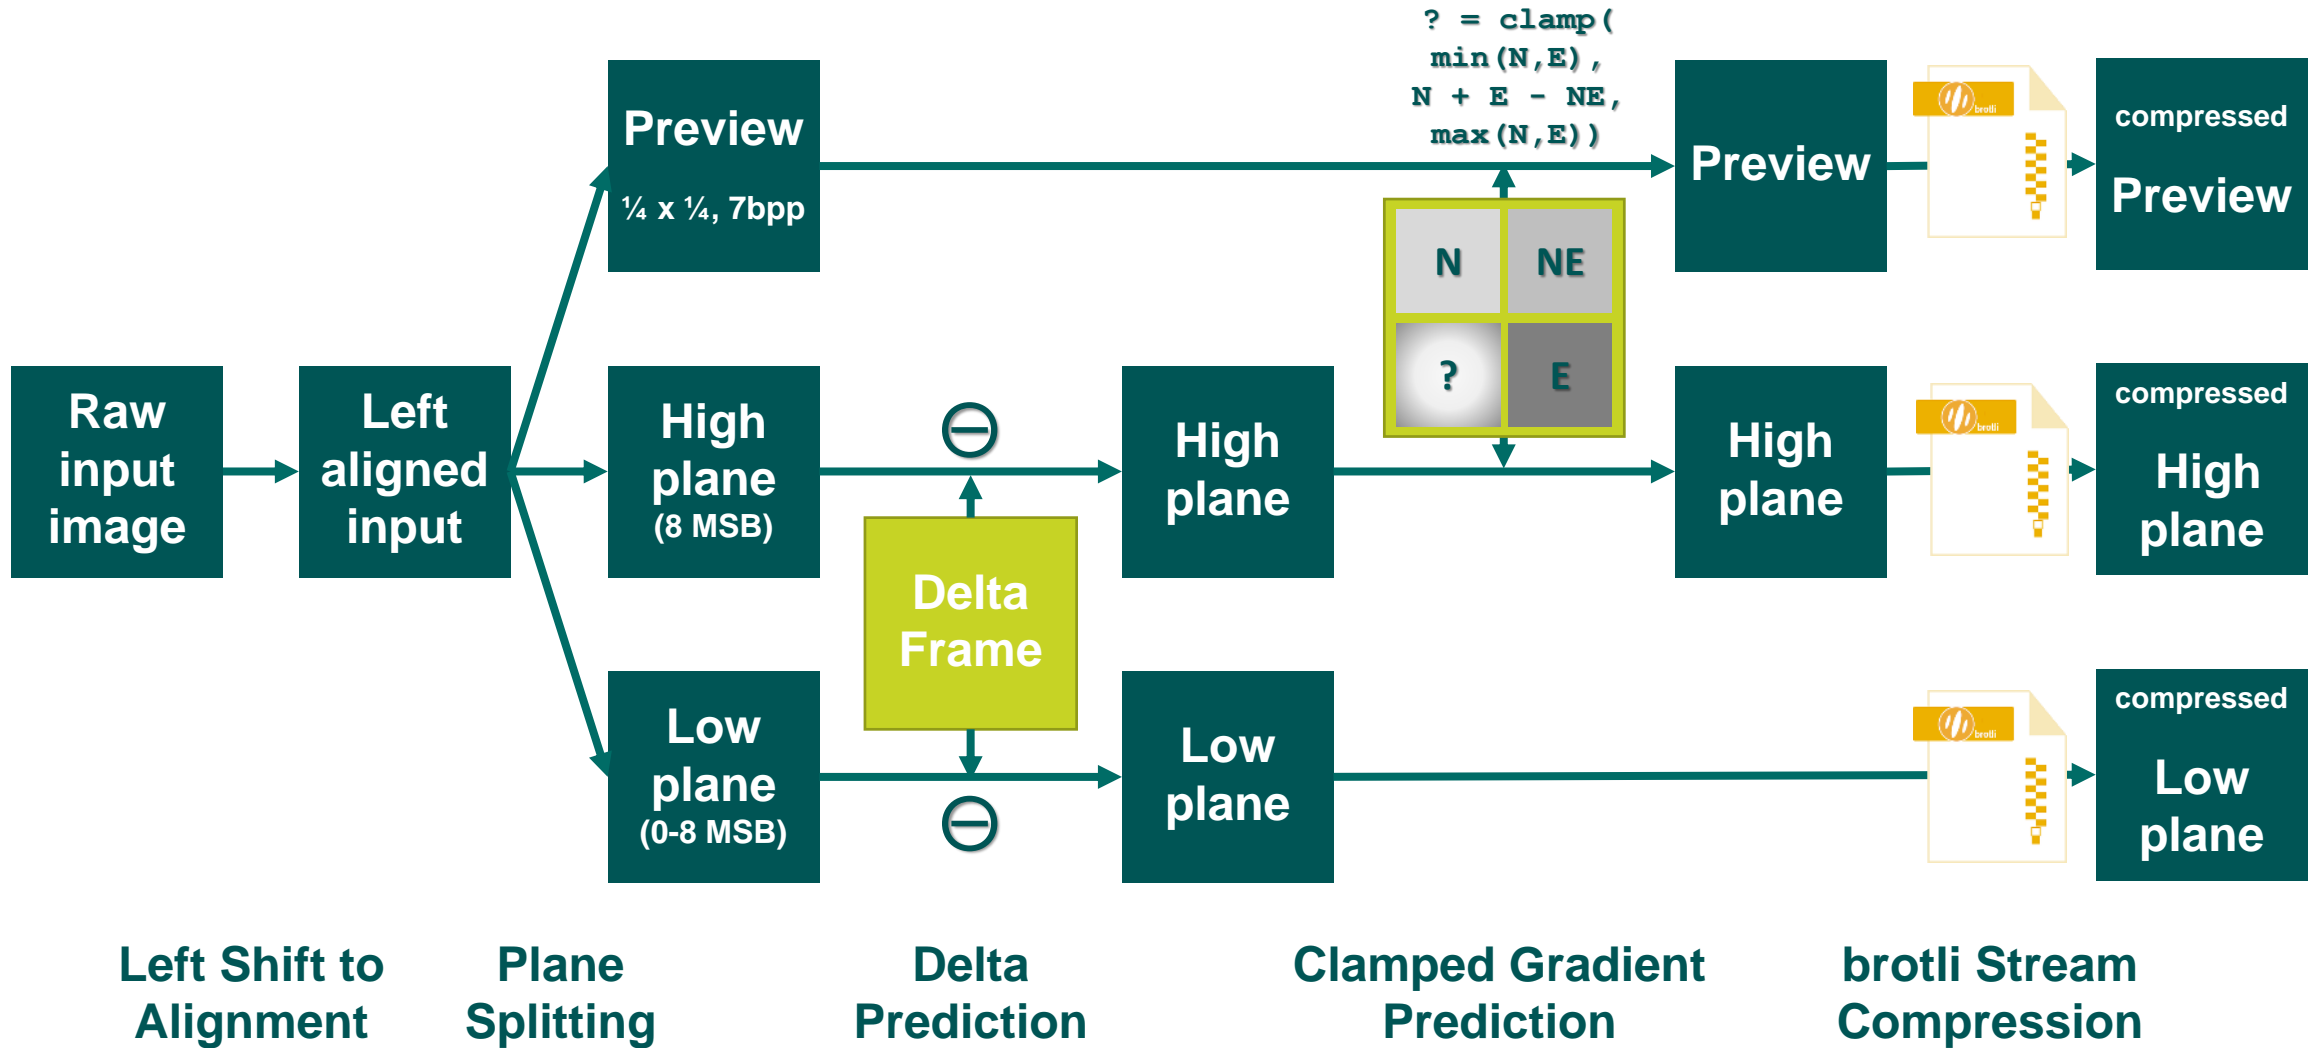 ? = clamp(
min(N,E),
N + E - NE,
max(N,E))
Preview
¼ x ¼, 7bpp
Preview
brotli
compressed
Preview
N
NE
?
E
Raw
input
image
Left
aligned
input
High
plane
(8 MSB)
High
plane
High
plane
brotli
compressed
High
plane
Delta
Frame
Low
plane
(0-8 MSB)
Low
plane
brotli
compressed
Low
plane
Left Shift to
Alignment
Plane
Splitting
Delta
Prediction
Clamped Gradient
Prediction
brotli Stream
Compression